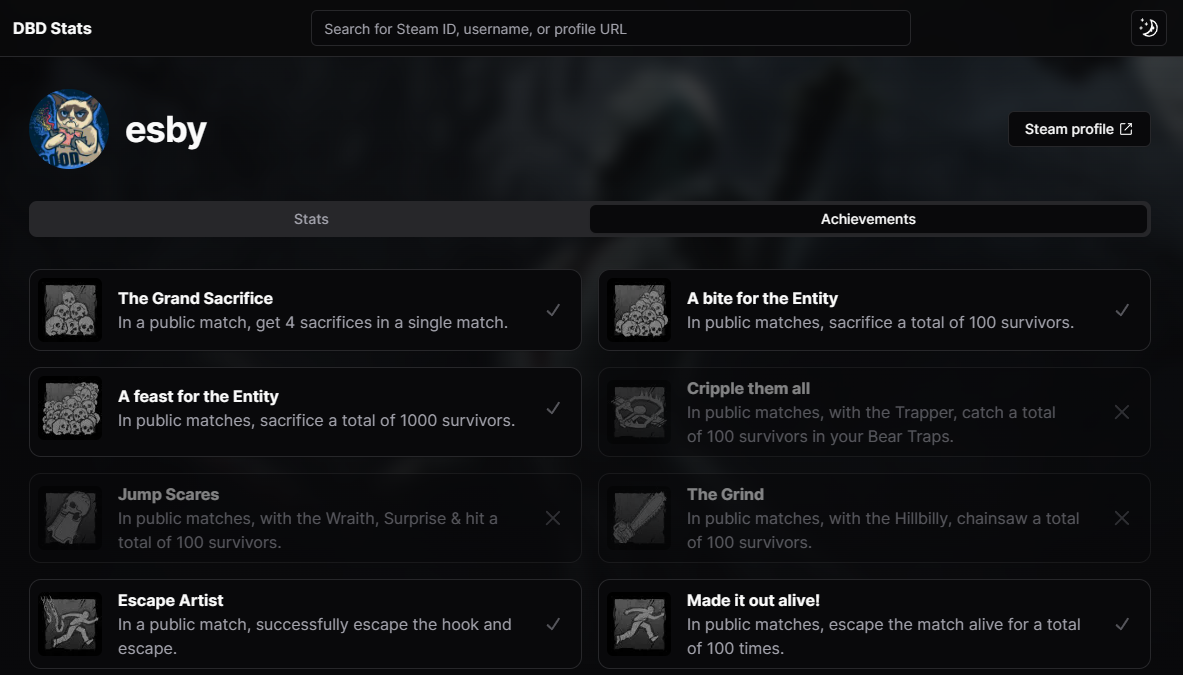 DBD Stats
Search for Steam ID, username, or profile URL
GOOD.
esby
Steam profile
Stats
Achievements
The Grand Sacrifice
In a public match, get 4 sacrifices in a single match.
A bite for the Entity
In public matches, sacrifice a total of 100 survivors.
A feast for the Entity
In public matches, sacrifice a total of 1000 survivors.
Cripple them all
In public matches, with the Trapper, catch a total
of 100 survivors in your Bear Traps.
Jump Scares
In public matches, with the Wraith, Surprise & hit a
total of 100 survivors.
The Grind
In public matches, with the Hillbilly, chainsaw a total
of 100 survivors.
Escape Artist
In a public match, successfully escape the hook and
escape.
Made it out alive!
In public matches, escape the match alive for a total
of 100 times.